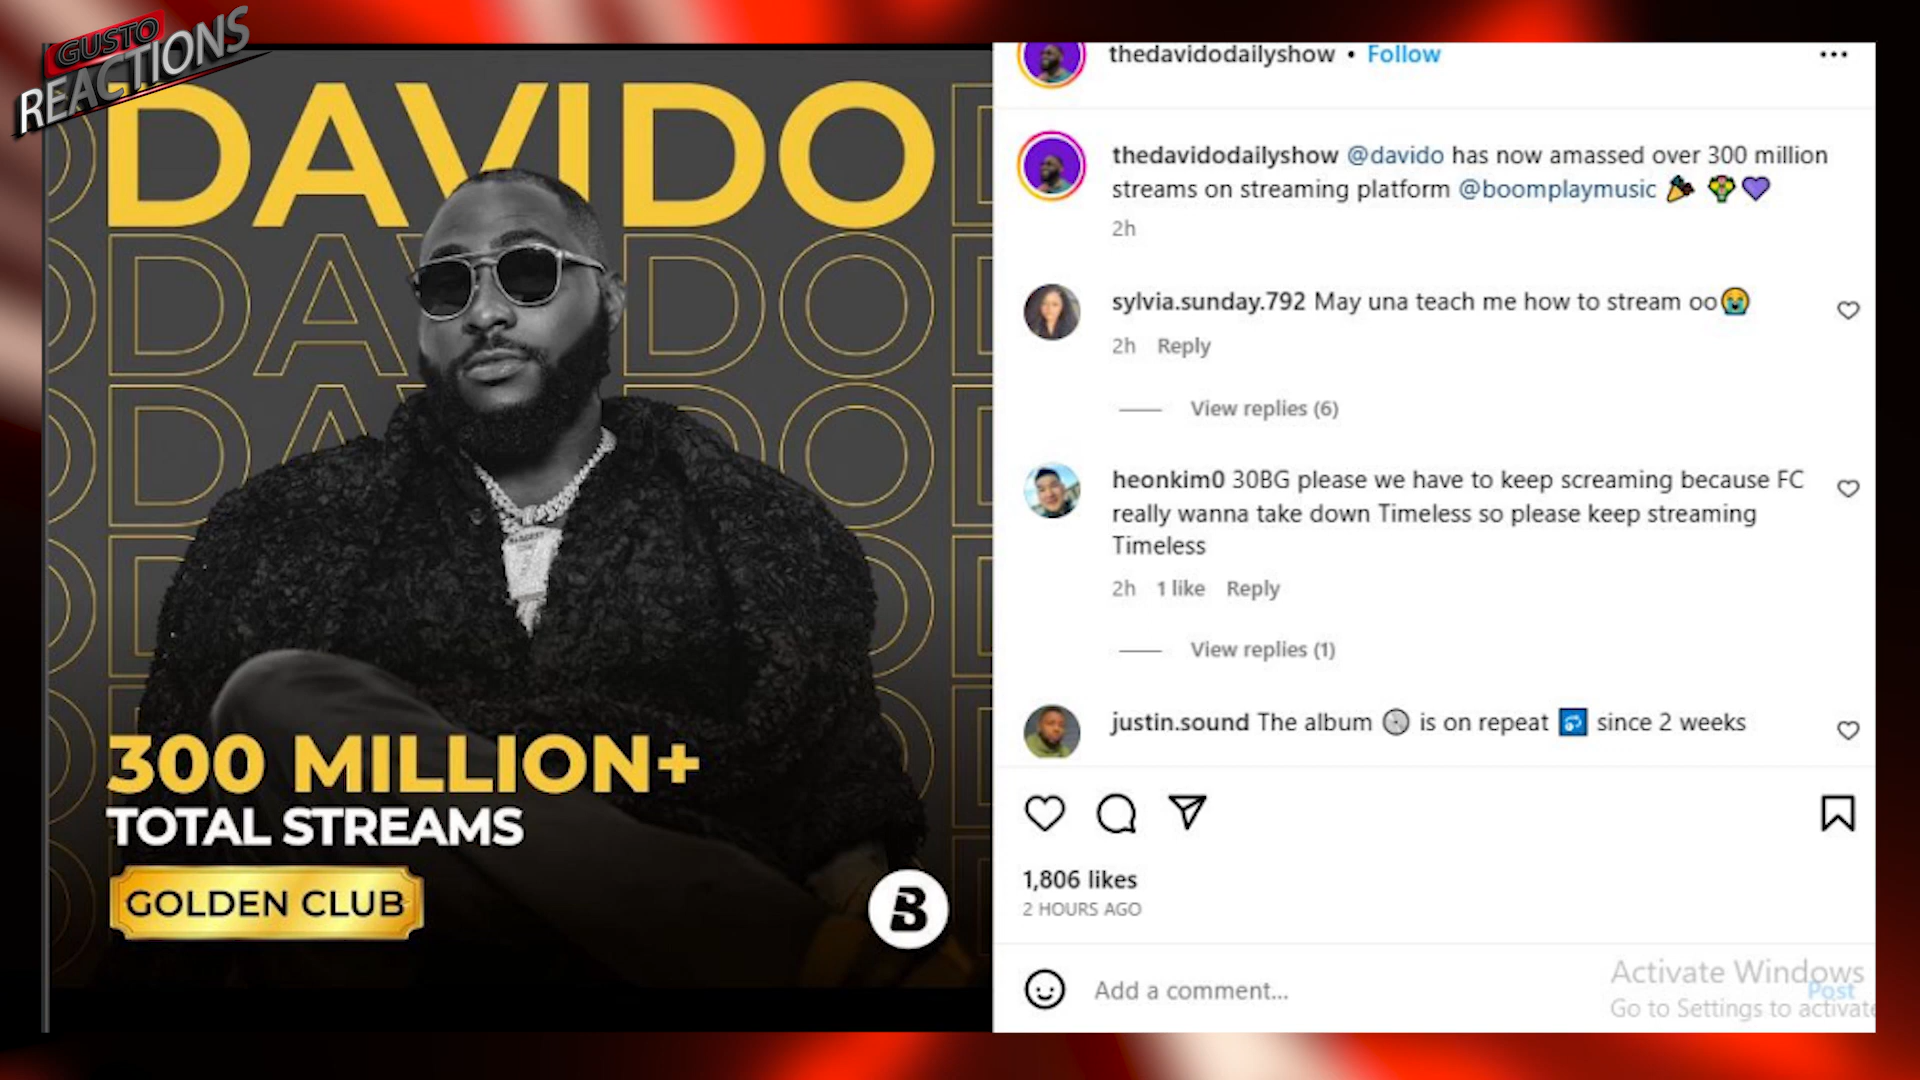 GUSTO
REACTIONS
DAVIDO
300 MILLION+
TOTAL STREAMS
GOLDEN CLUB
B
thedavidodailyshow • Follow
thedavidodailyshow @davido has now amassed over 300 million
streams on streaming platform @boomplaymusic 🎉 💐 💜
2h
sylvia.sunday.792 May una teach me how to stream oo😭
2h Reply
View replies (6)
heonkim0 30BG please we have to keep screaming because FC
really wanna take down Timeless so please keep streaming
Timeless
2h 1 like Reply
View replies (1)
justin.sound The album 💿 is on repeat 🔁 since 2 weeks
1,806 likes
2 HOURS AGO
Add a comment...
Post
Activate Windows
Go to Settings to activate